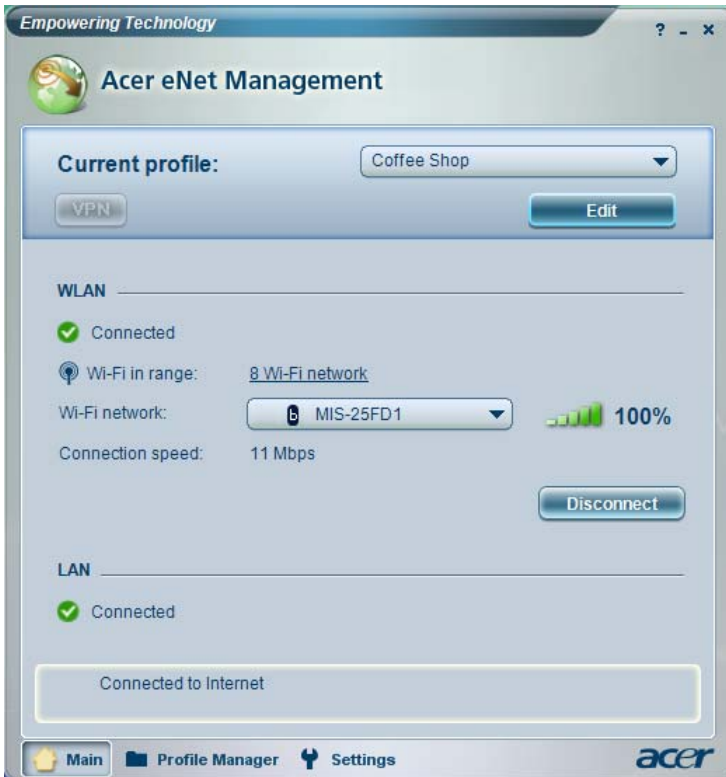 Empowering Technology
? - x
Acer eNet Management
Current profile: Coffee Shop
VPN Edit
WLAN
Connected
Wi-Fi in range: 8 Wi-Fi network
Wi-Fi network: b MIS-25FD1 100%
Connection speed: 11 Mbps
Disconnect
LAN
Connected
Connected to Internet
Main Profile Manager Settings acer